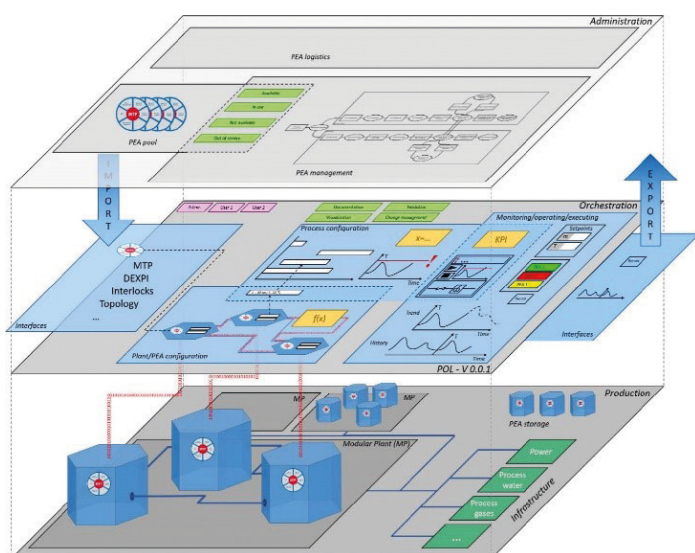 Administration
PEA logistics
Available
In use
Not available
Out of service
MTP
PEA pool
PEA management
IMPORT
EXPORT
Orchestration
Documentation
Simulation
Visualization
Change management
Process configuration
Monitoring/operating/executing
X=...
KPI
Setpoints
T
Time
MTP
DEXPI
Interlocks
Topology
...
Interfaces
f(x)
Trend
T
Time
History
T
Time
Plant/PEA configuration
Interfaces
POL - V 0.0.1
Production
MP
MP
PEA storage
Modular Plant (MP)
Power
Process
water
Process
gases
...
Infrastructure